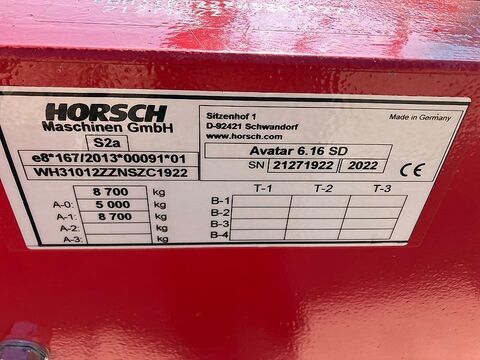 HORSCH
Maschinen GmbH
Sitzenhof 1
D-92421 Schwandorf
www.horsch.com
Made in Germany
S2a
e8*167/2013*00091*01
WH31012ZZNSZC1922
Avatar 6.16 SD
SN 21271922 2022
CE
8 700 kg
A-0: 5 000 kg
A-1: 8 700 kg
A-2: kg
A-3: kg
T-1 T-2 T-3
B-1
B-2
B-3
B-4